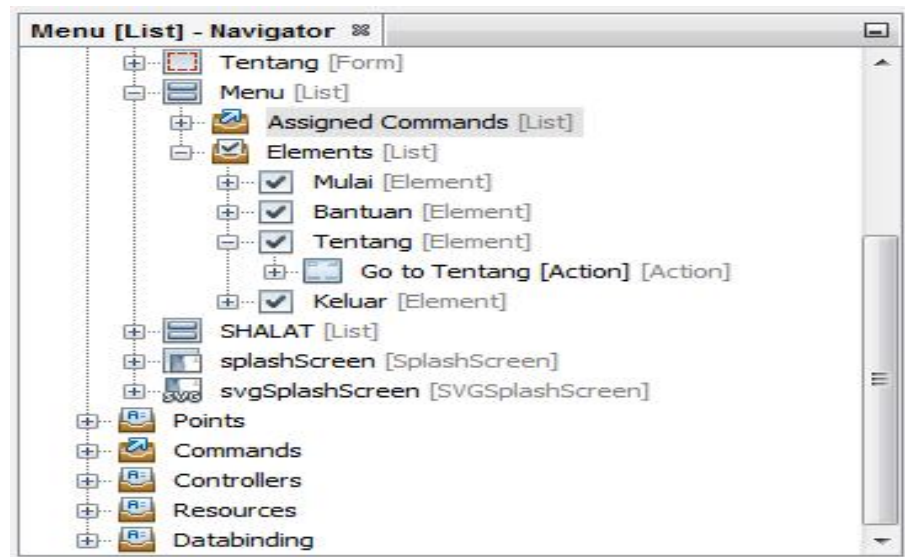 Menu [List] - Navigator
Tentang [Form]
Menu [List]
Assigned Commands [List]
Elements [List]
Mulai [Element]
Bantuan [Element]
Tentang [Element]
Go to Tentang [Action] [Action]
Keluar [Element]
SHALAT [List]
splashScreen [SplashScreen]
SVG svgSplashScreen [SVGSplashScreen]
Points
Commands
Controllers
Resources
Databinding